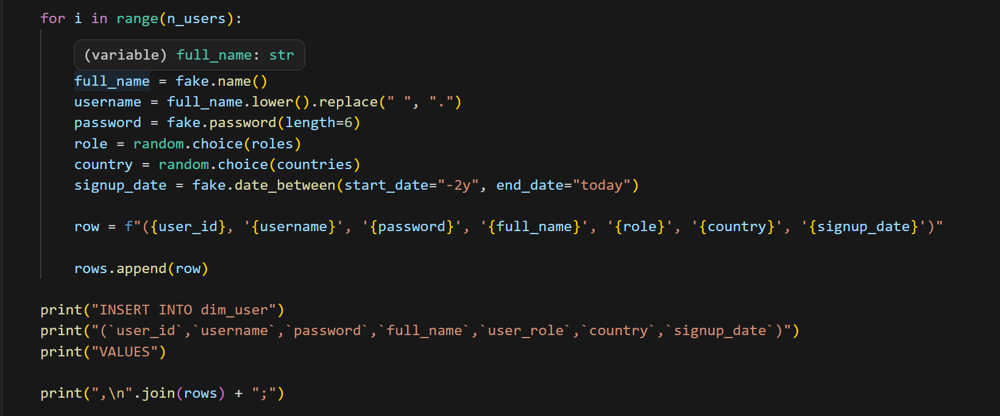 for i in range(n_users):
(variable) full_name: str
full_name = fake.name()
username = full_name.lower().replace(" ", ".")
password = fake.password(length=6)
role = random.choice(roles)
country = random.choice(countries)
signup_date = fake.date_between(start_date="-2y", end_date="today")
row = f"({user_id}, '{username}', '{password}', '{full_name}', '{role}', '{country}', '{signup_date}')"
rows.append(row)
print("INSERT INTO dim_user")
print("(`user_id`,`username`,`password`,`full_name`,`user_role`,`country`,`signup_date`)")
print("VALUES")
print(",\n".join(rows) + ";")